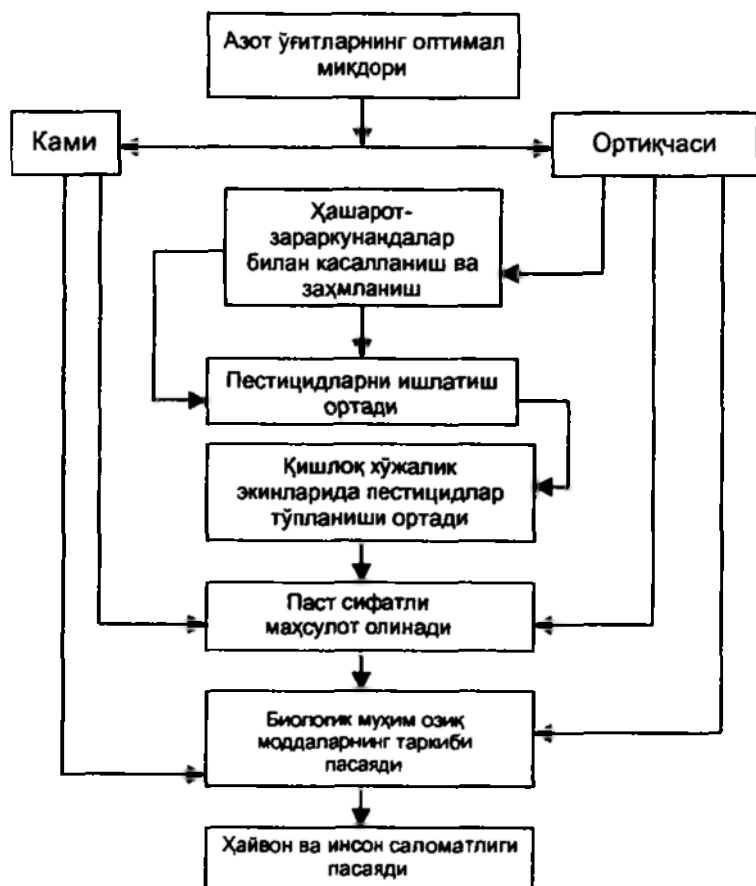 Азот ўғитларнинг оптимал
миқдори
Ками
Ортиқчаси
Ҳашарот-
зараркунандалар
билан касалланиш ва
заҳмланиш
Пестицидларни ишлатиш
ортади
Қишлоқ хўжалик
экинларида пестицидлар
тўпланиши ортади
Паст сифатли
маҳсулот олинади
Биологик муҳим озиқ
моддаларнинг таркиби
пасаяди
Ҳайвон ва инсон саломатлиги
пасаяди